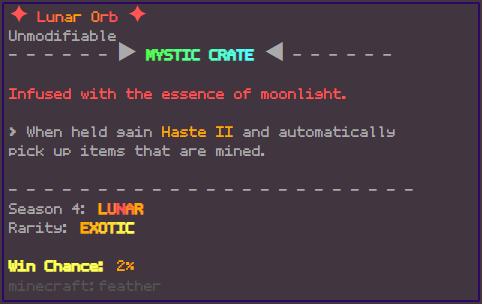 ✦ Lunar Orb ✦
Unmodifiable
- - - - - - ▶ MYSTIC CRATE ◀ - - - - - -
Infused with the essence of moonlight.
> When held gain Haste II and automatically
pick up items that are mined.
- - - - - - - - - - - - - - - - - - - - - - - -
Season 4: LUNAR
Rarity: EXOTIC
Win Chance: 2%
minecraft:feather